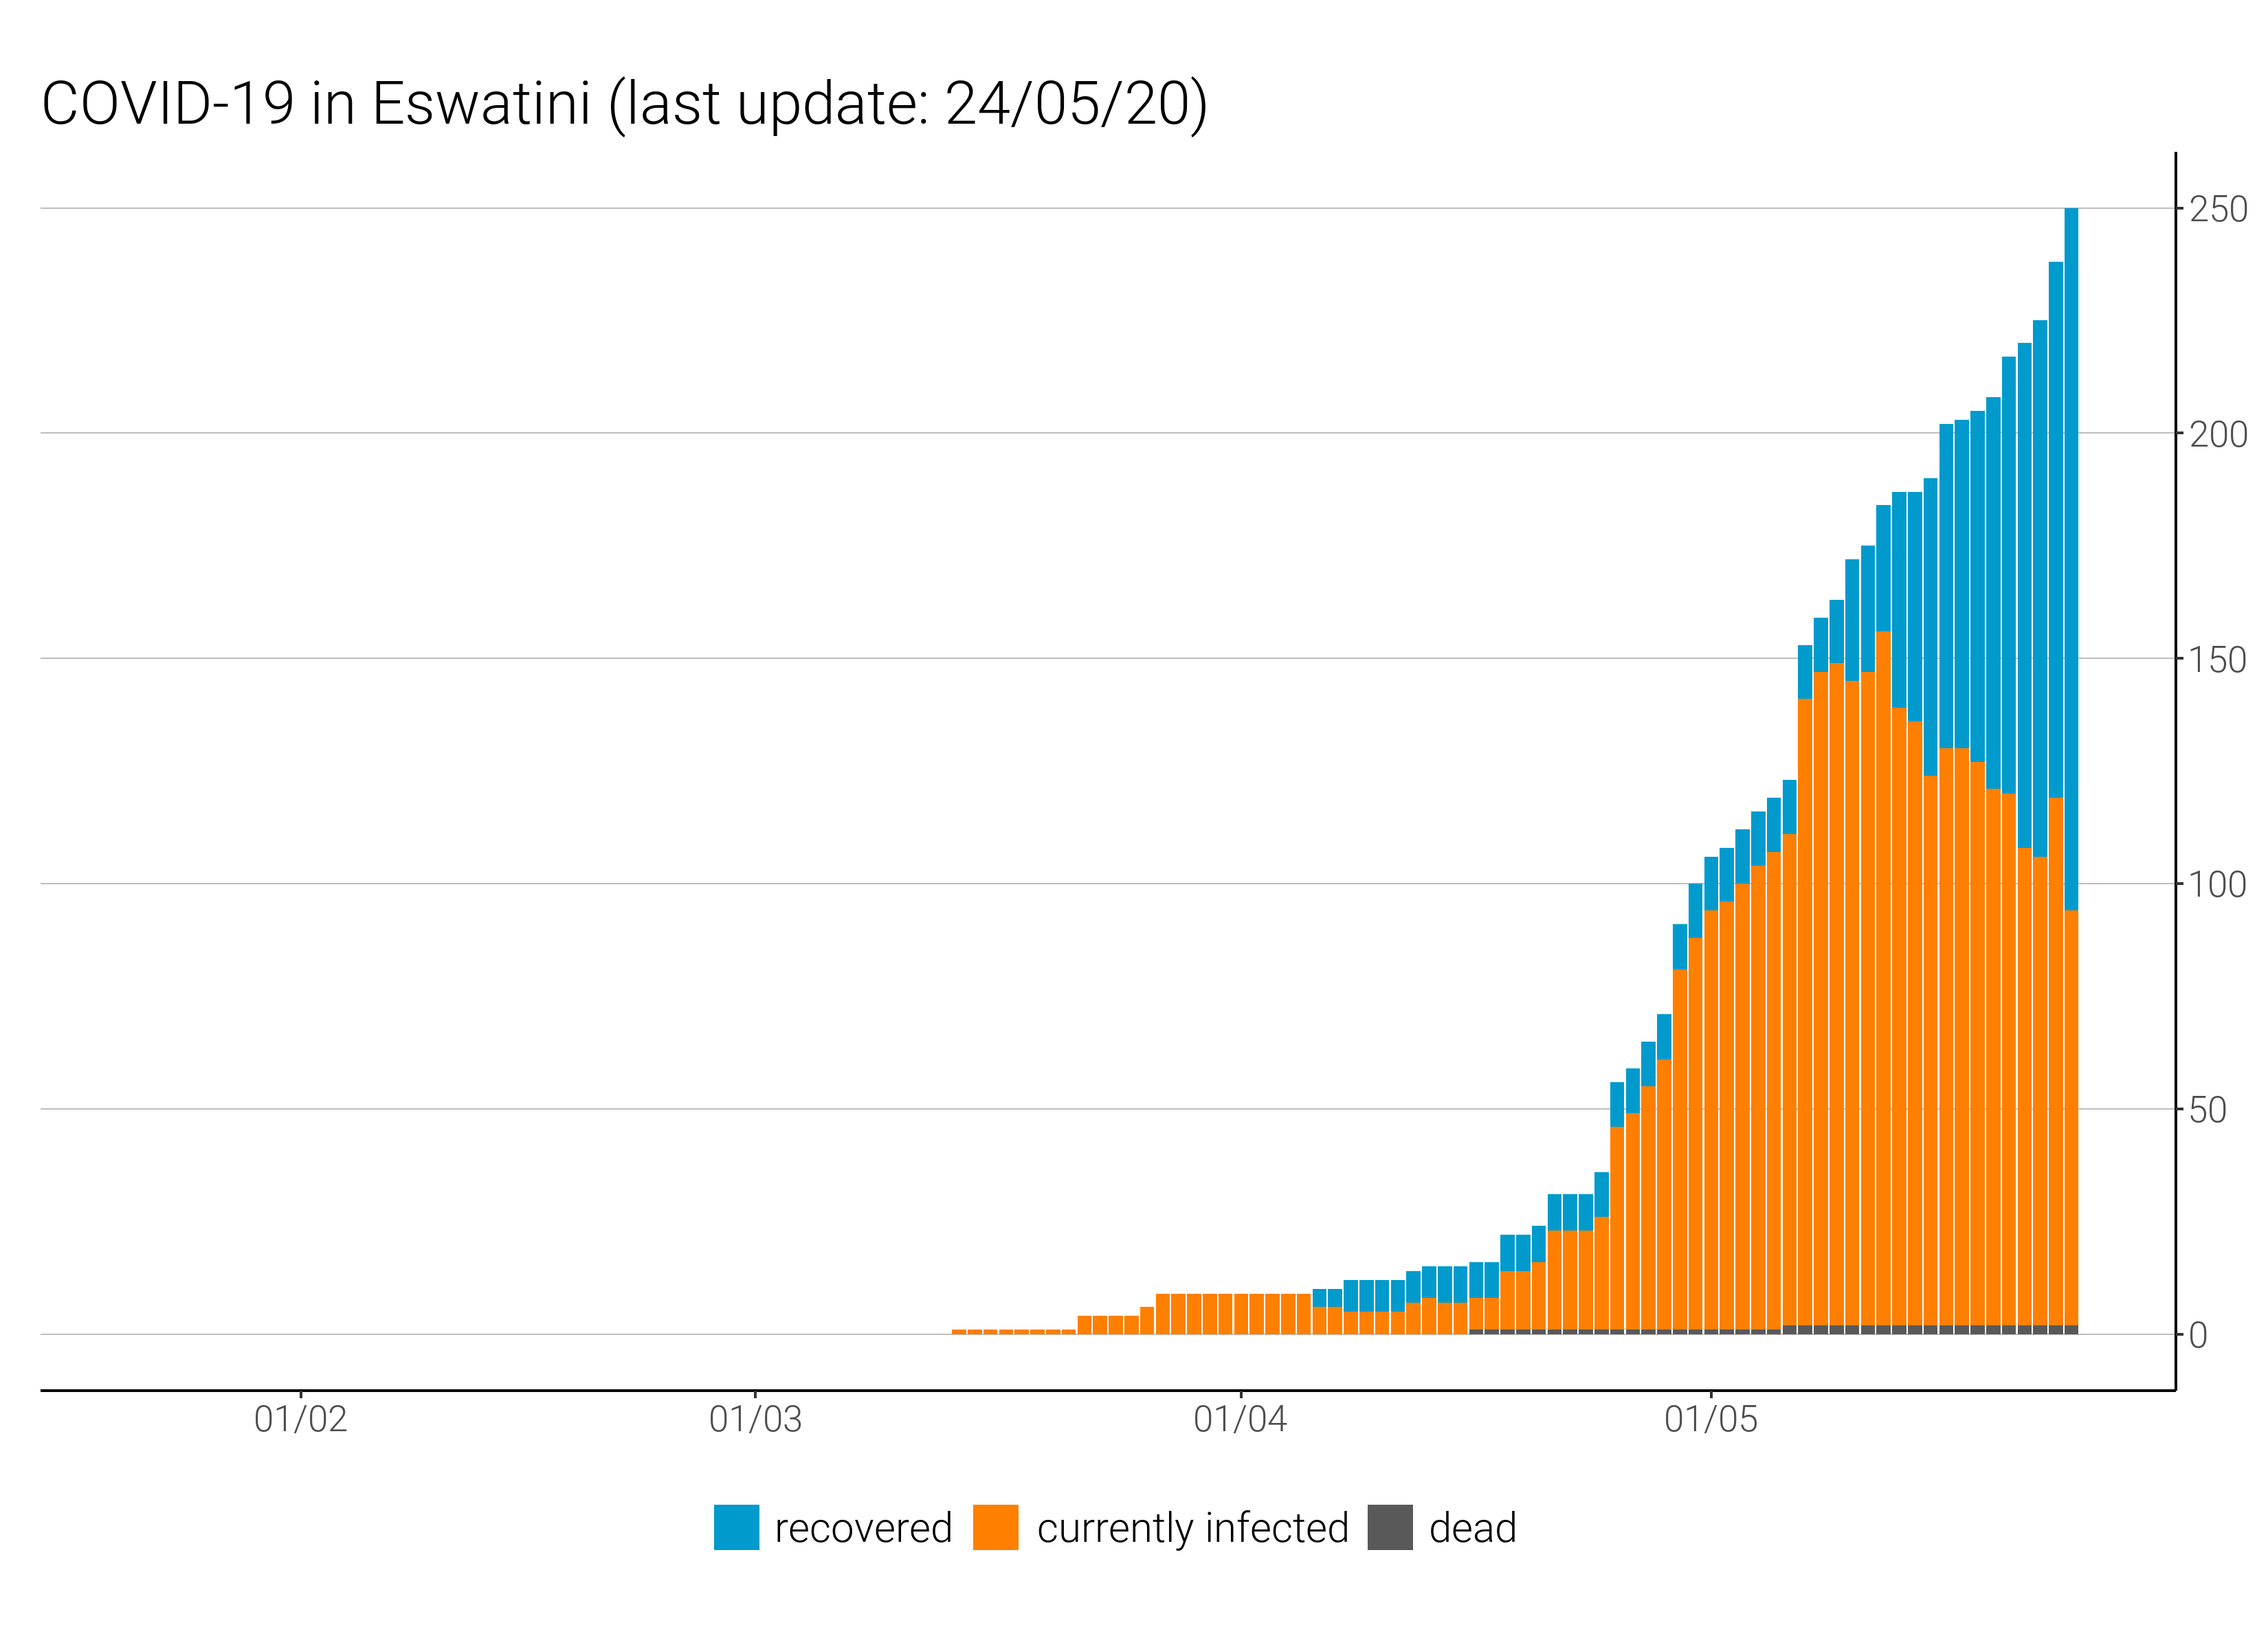 COVID-19 in Eswatini (last update: 24/05/20)
250
200
150
100
50
0
01/02 01/03 01/04 01/05
recovered currently infected dead